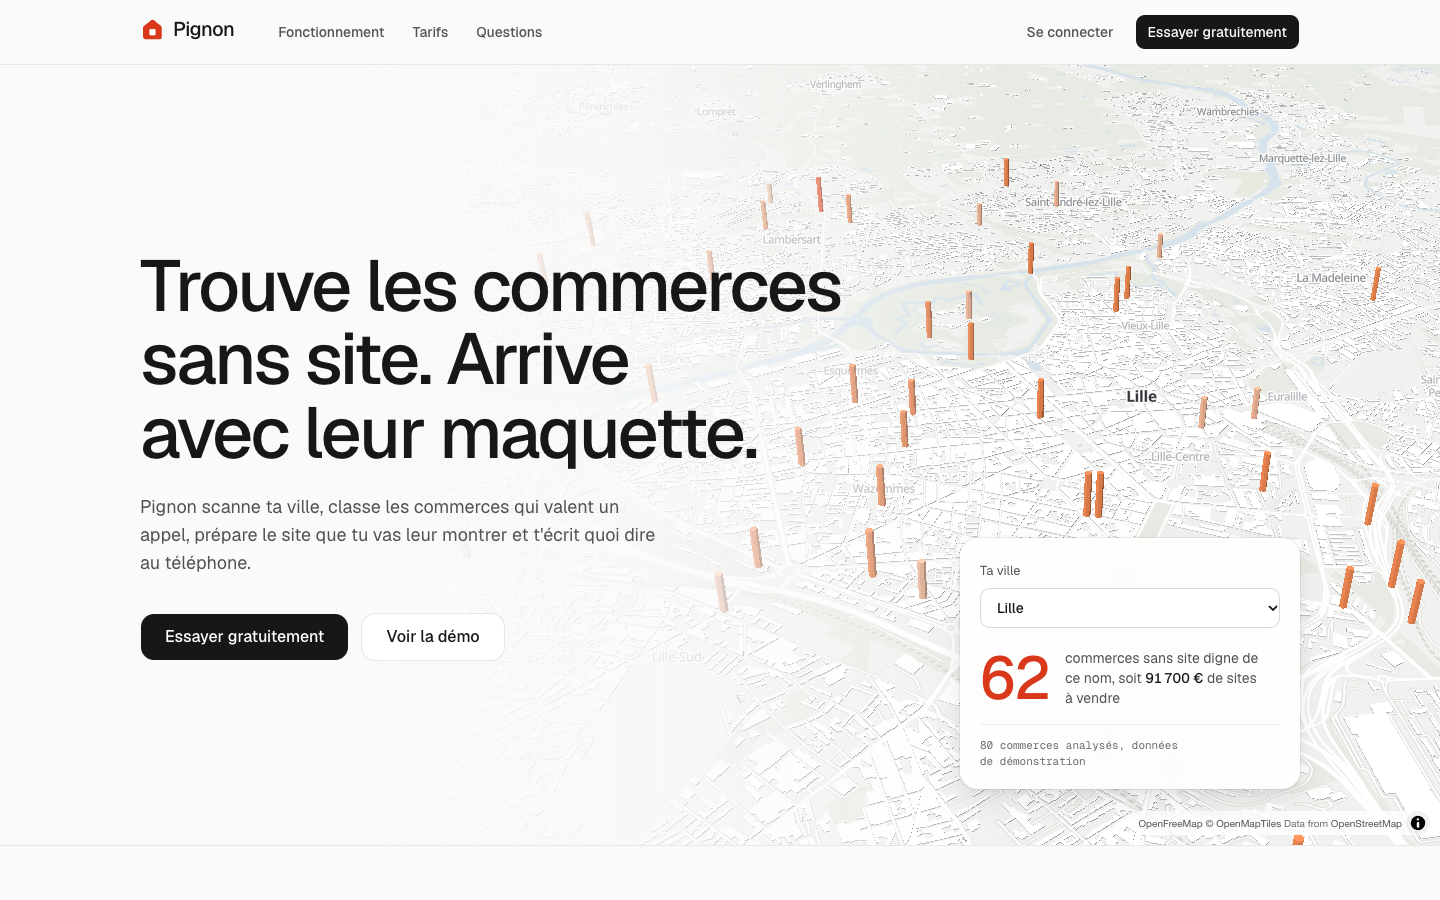 Pignon
Fonctionnement
Tarifs
Questions
Se connecter
Essayer gratuitement
Verlinghem
Pérenchies
Lompret
Wambrechies
Marquette-lez-Lille
Lomme
Saint-André-lez-Lille
Lambersart
La Madeleine
Trouve les commerces
sans site. Arrive
avec leur maquette.
Vieux-Lille
Bois Blancs
Esquermes
Lille
Euralille
Lille-Centre
Wazemmes
Pignon scanne ta ville, classe les commerces qui valent un
appel, prépare le site que tu vas leur montrer et t'écrit quoi dire
au téléphone.
Essayer gratuitement
Voir la démo
Lille-Sud
Ta ville
Lille
62
commerces sans site digne de
ce nom, soit 91 700 € de sites
à vendre
80 commerces analysés, données
de démonstration
OpenFreeMap © OpenMapTiles Data from OpenStreetMap